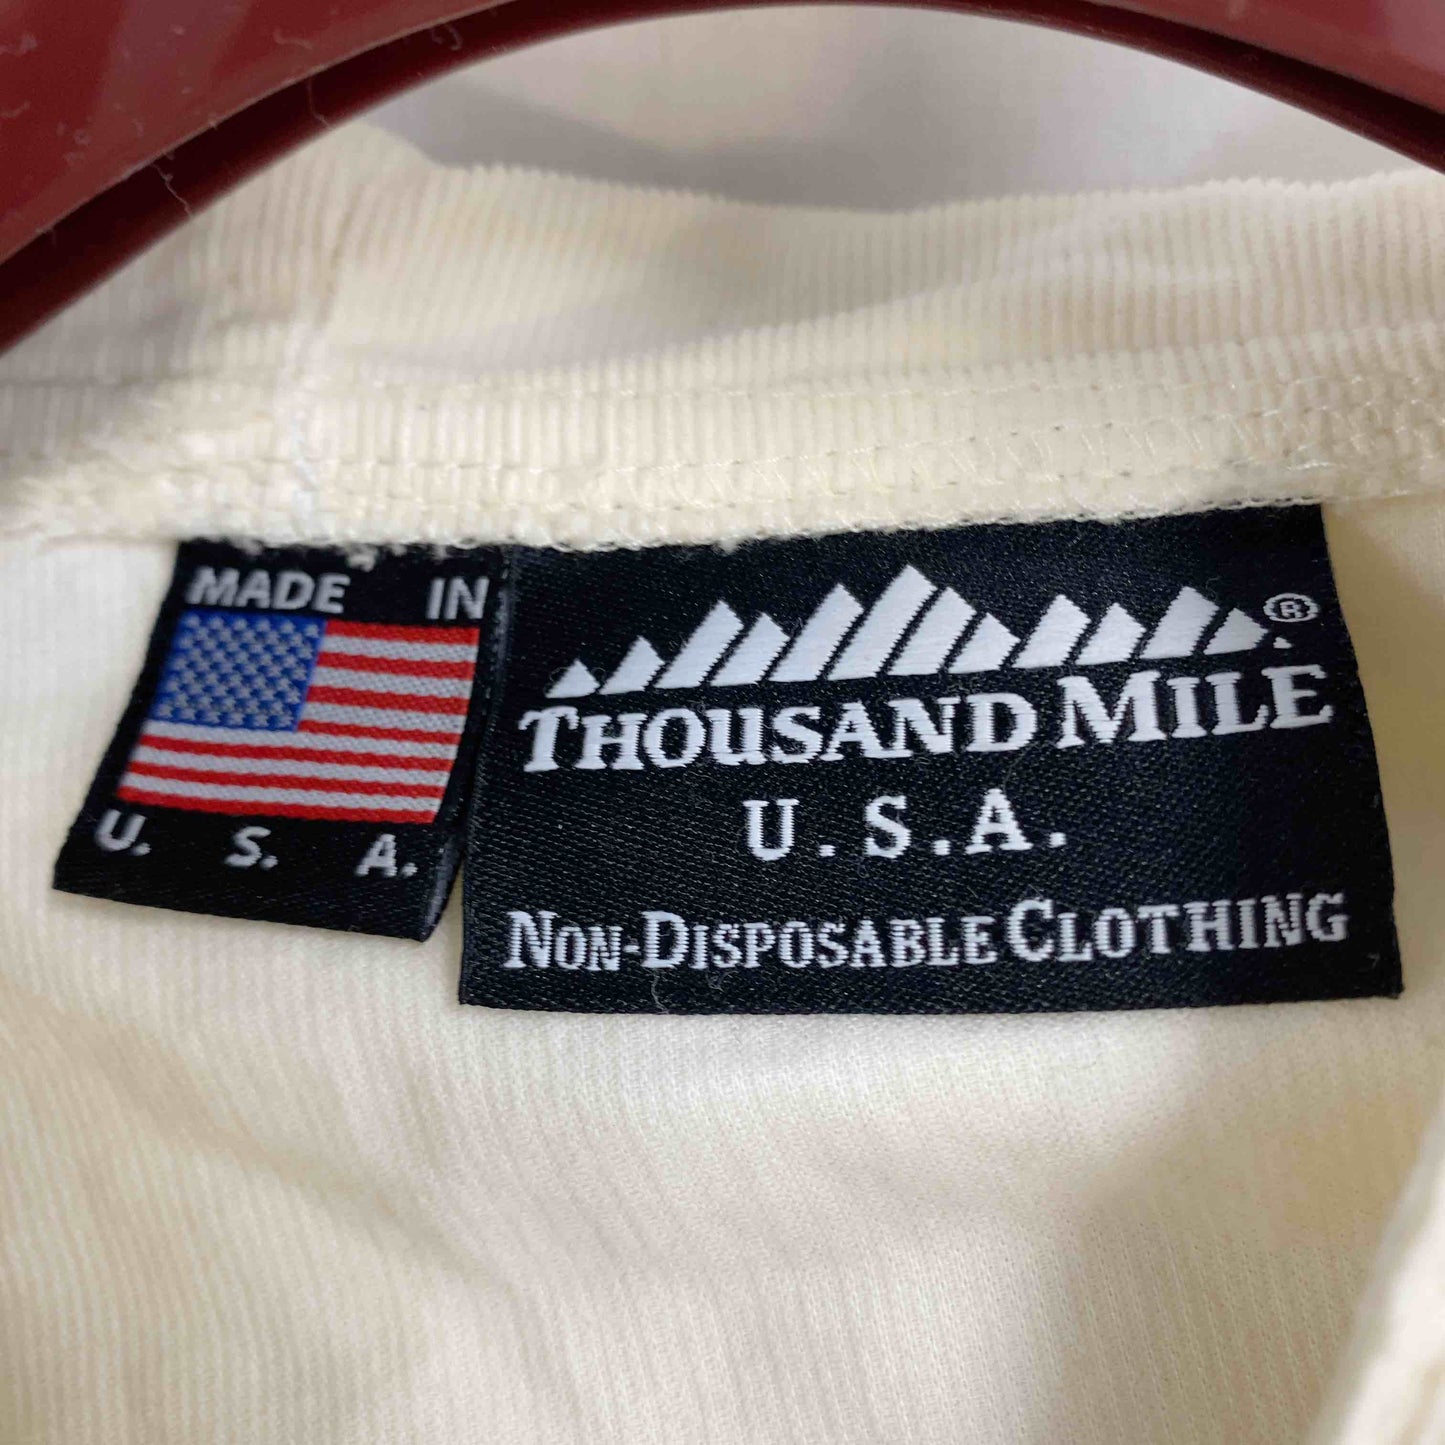 MADE IN
U. S. A.
®
THOUSAND MILE
U.S.A.
NON-DISPOSABLE CLOTHING